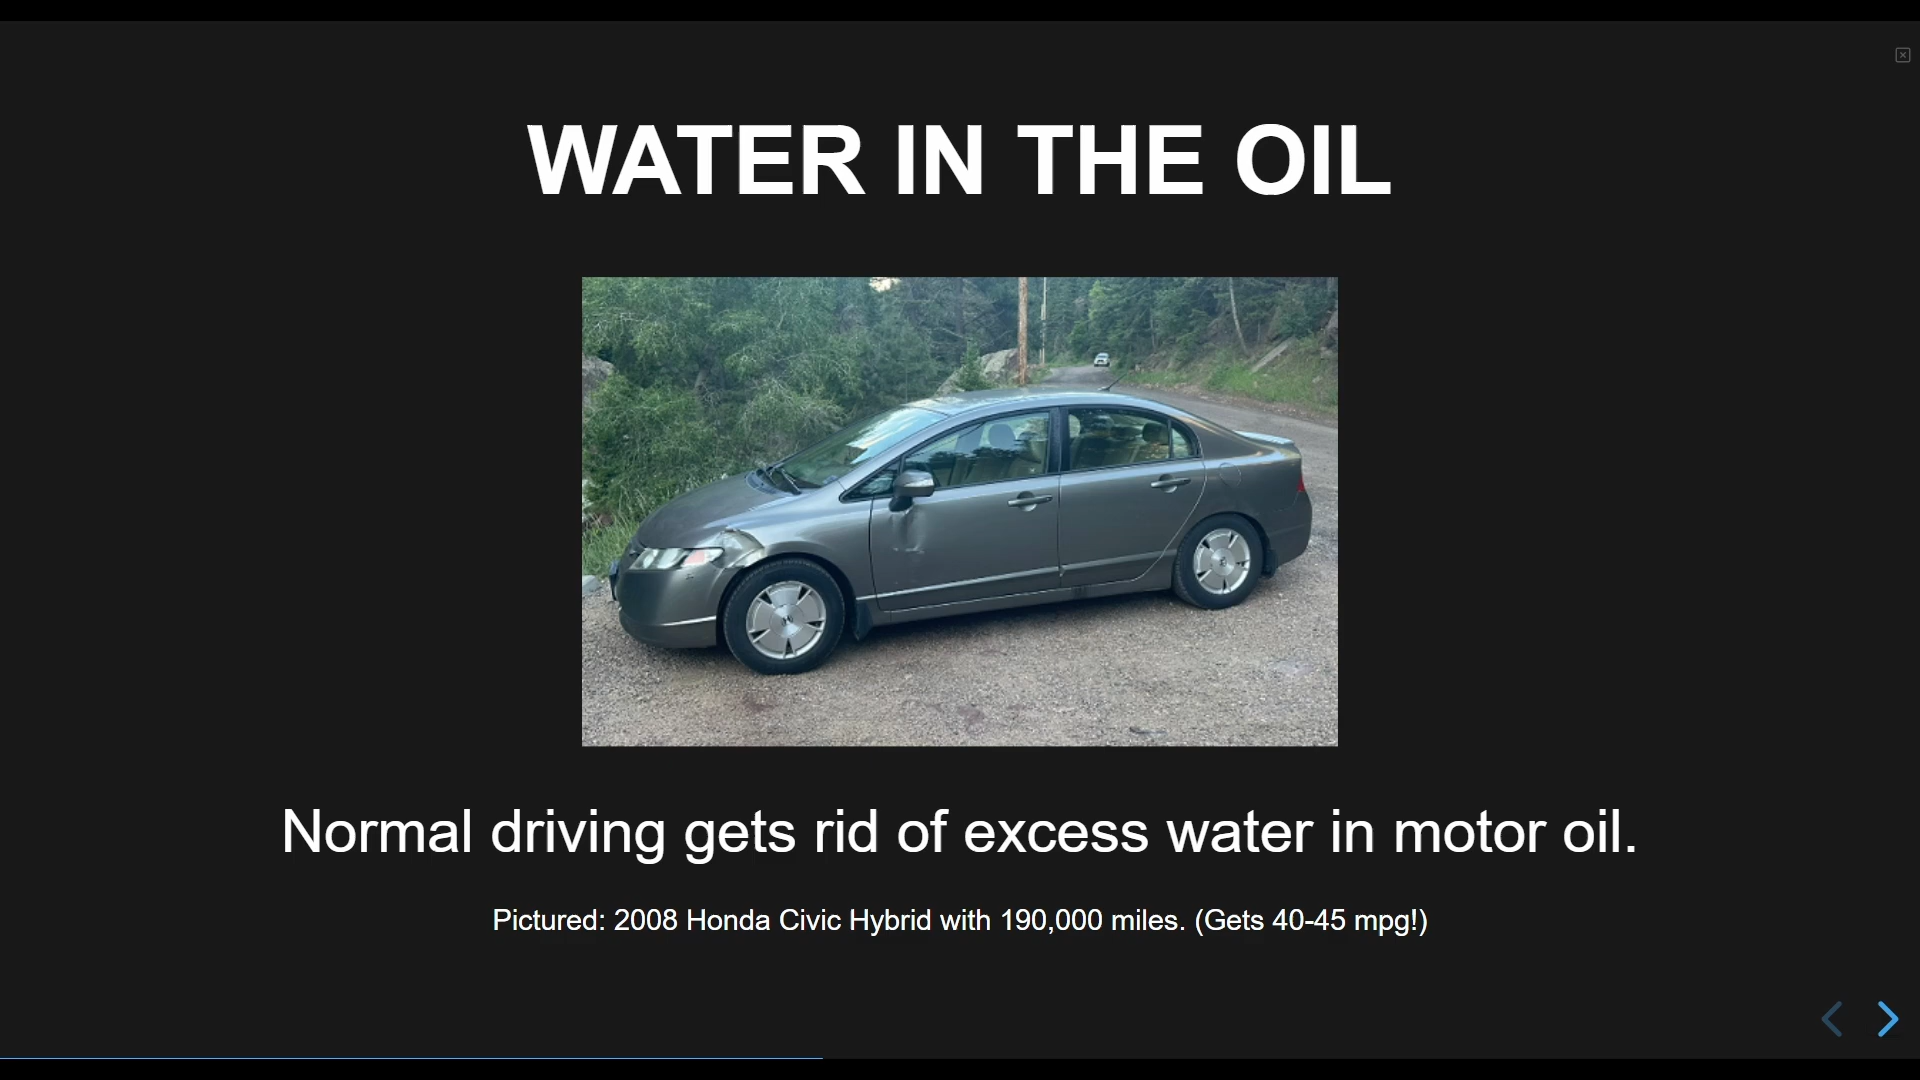 WATER IN THE OIL
Normal driving gets rid of excess water in motor oil.
Pictured: 2008 Honda Civic Hybrid with 190,000 miles. (Gets 40-45 mpg!)